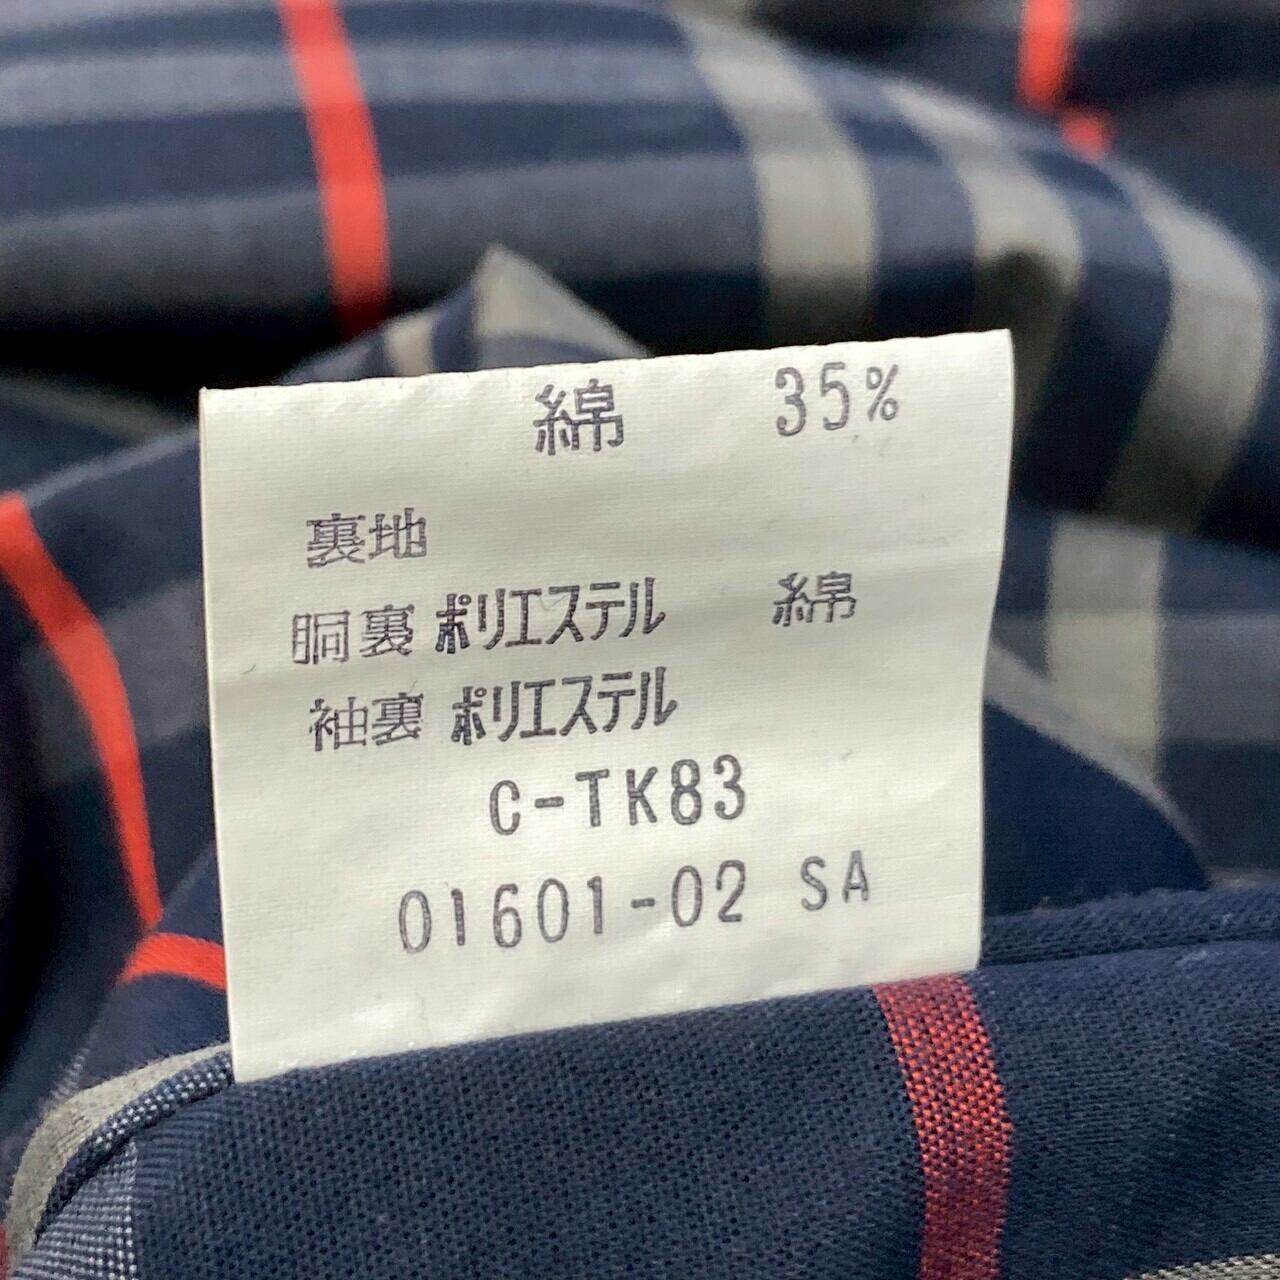 綿 35%
裏地
胴裏 ポリエステル 綿
袖裏 ポリエステル
C-TK83
01601-02 SA